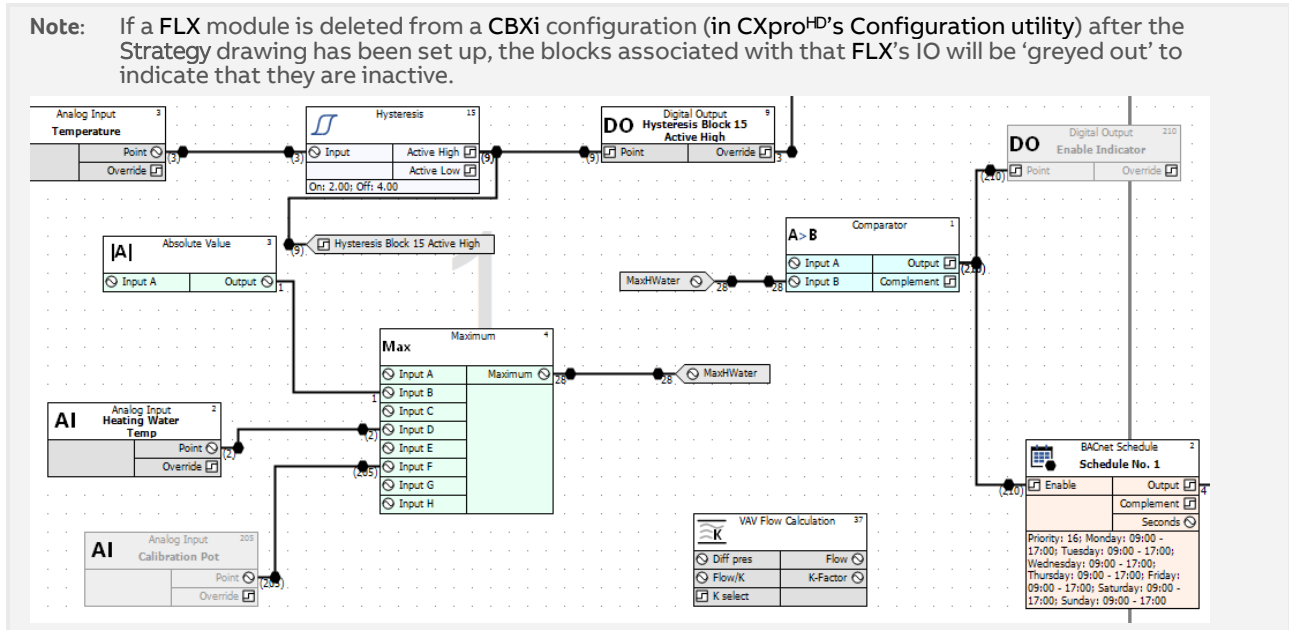 Note: If a FLX module is deleted from a CBXi configuration (in CXproHD's Configuration utility) after the
Strategy drawing has been set up, the blocks associated with that FLX's IO will be 'greyed out' to
indicate that they are inactive.
Analog Input 3
Temperature
Point
(3)
Override
Hysteresis 15
(3)
Input
Active High
(9)
Active Low
On: 2.00; Off: 4.00
Digital Output 9
DO Hysteresis Block 15
Active High
(9)
Point
Override
3
Digital Output 210
DO Enable Indicator
(210)
Point
Override
Absolute Value 3
|A|
Input A
Output
1
(9)
Hysteresis Block 15 Active High
1
Comparator 1
A>B
Input A
Output
(210)
Input B
Complement
MaxHWater
28
28
Maximum 4
Max
Input A
Maximum
28
Input B
1
Input C
Input D
(2)
Input E
Input F
(205)
Input G
Input H
28
MaxHWater
Analog Input 2
AI Heating Water
Temp
Point
(2)
Override
Analog Input 205
AI Calibration Pot
Point
(205)
Override
VAV Flow Calculation 37
K
Diff pres
Flow
Flow/K
K-Factor
K select
BACnet Schedule 2
Schedule No. 1
(210)
Enable
Output
4
Complement
Seconds
Priority: 16; Monday: 09:00 -
17:00; Tuesday: 09:00 - 17:00;
Wednesday: 09:00 - 17:00;
Thursday: 09:00 - 17:00; Friday:
09:00 - 17:00; Saturday: 09:00 -
17:00; Sunday: 09:00 - 17:00